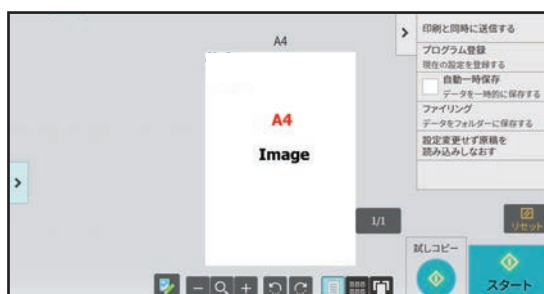 A4
A4
Image
1/1
印刷と同時に送信する
プログラム登録
現在の設定を登録する
自動一時保存
データを一時的に保存する
ファイリング
データをフォルダーに保存する
設定変更せず原稿を
読み込みしなおす
リセット
試しコピー
スタート